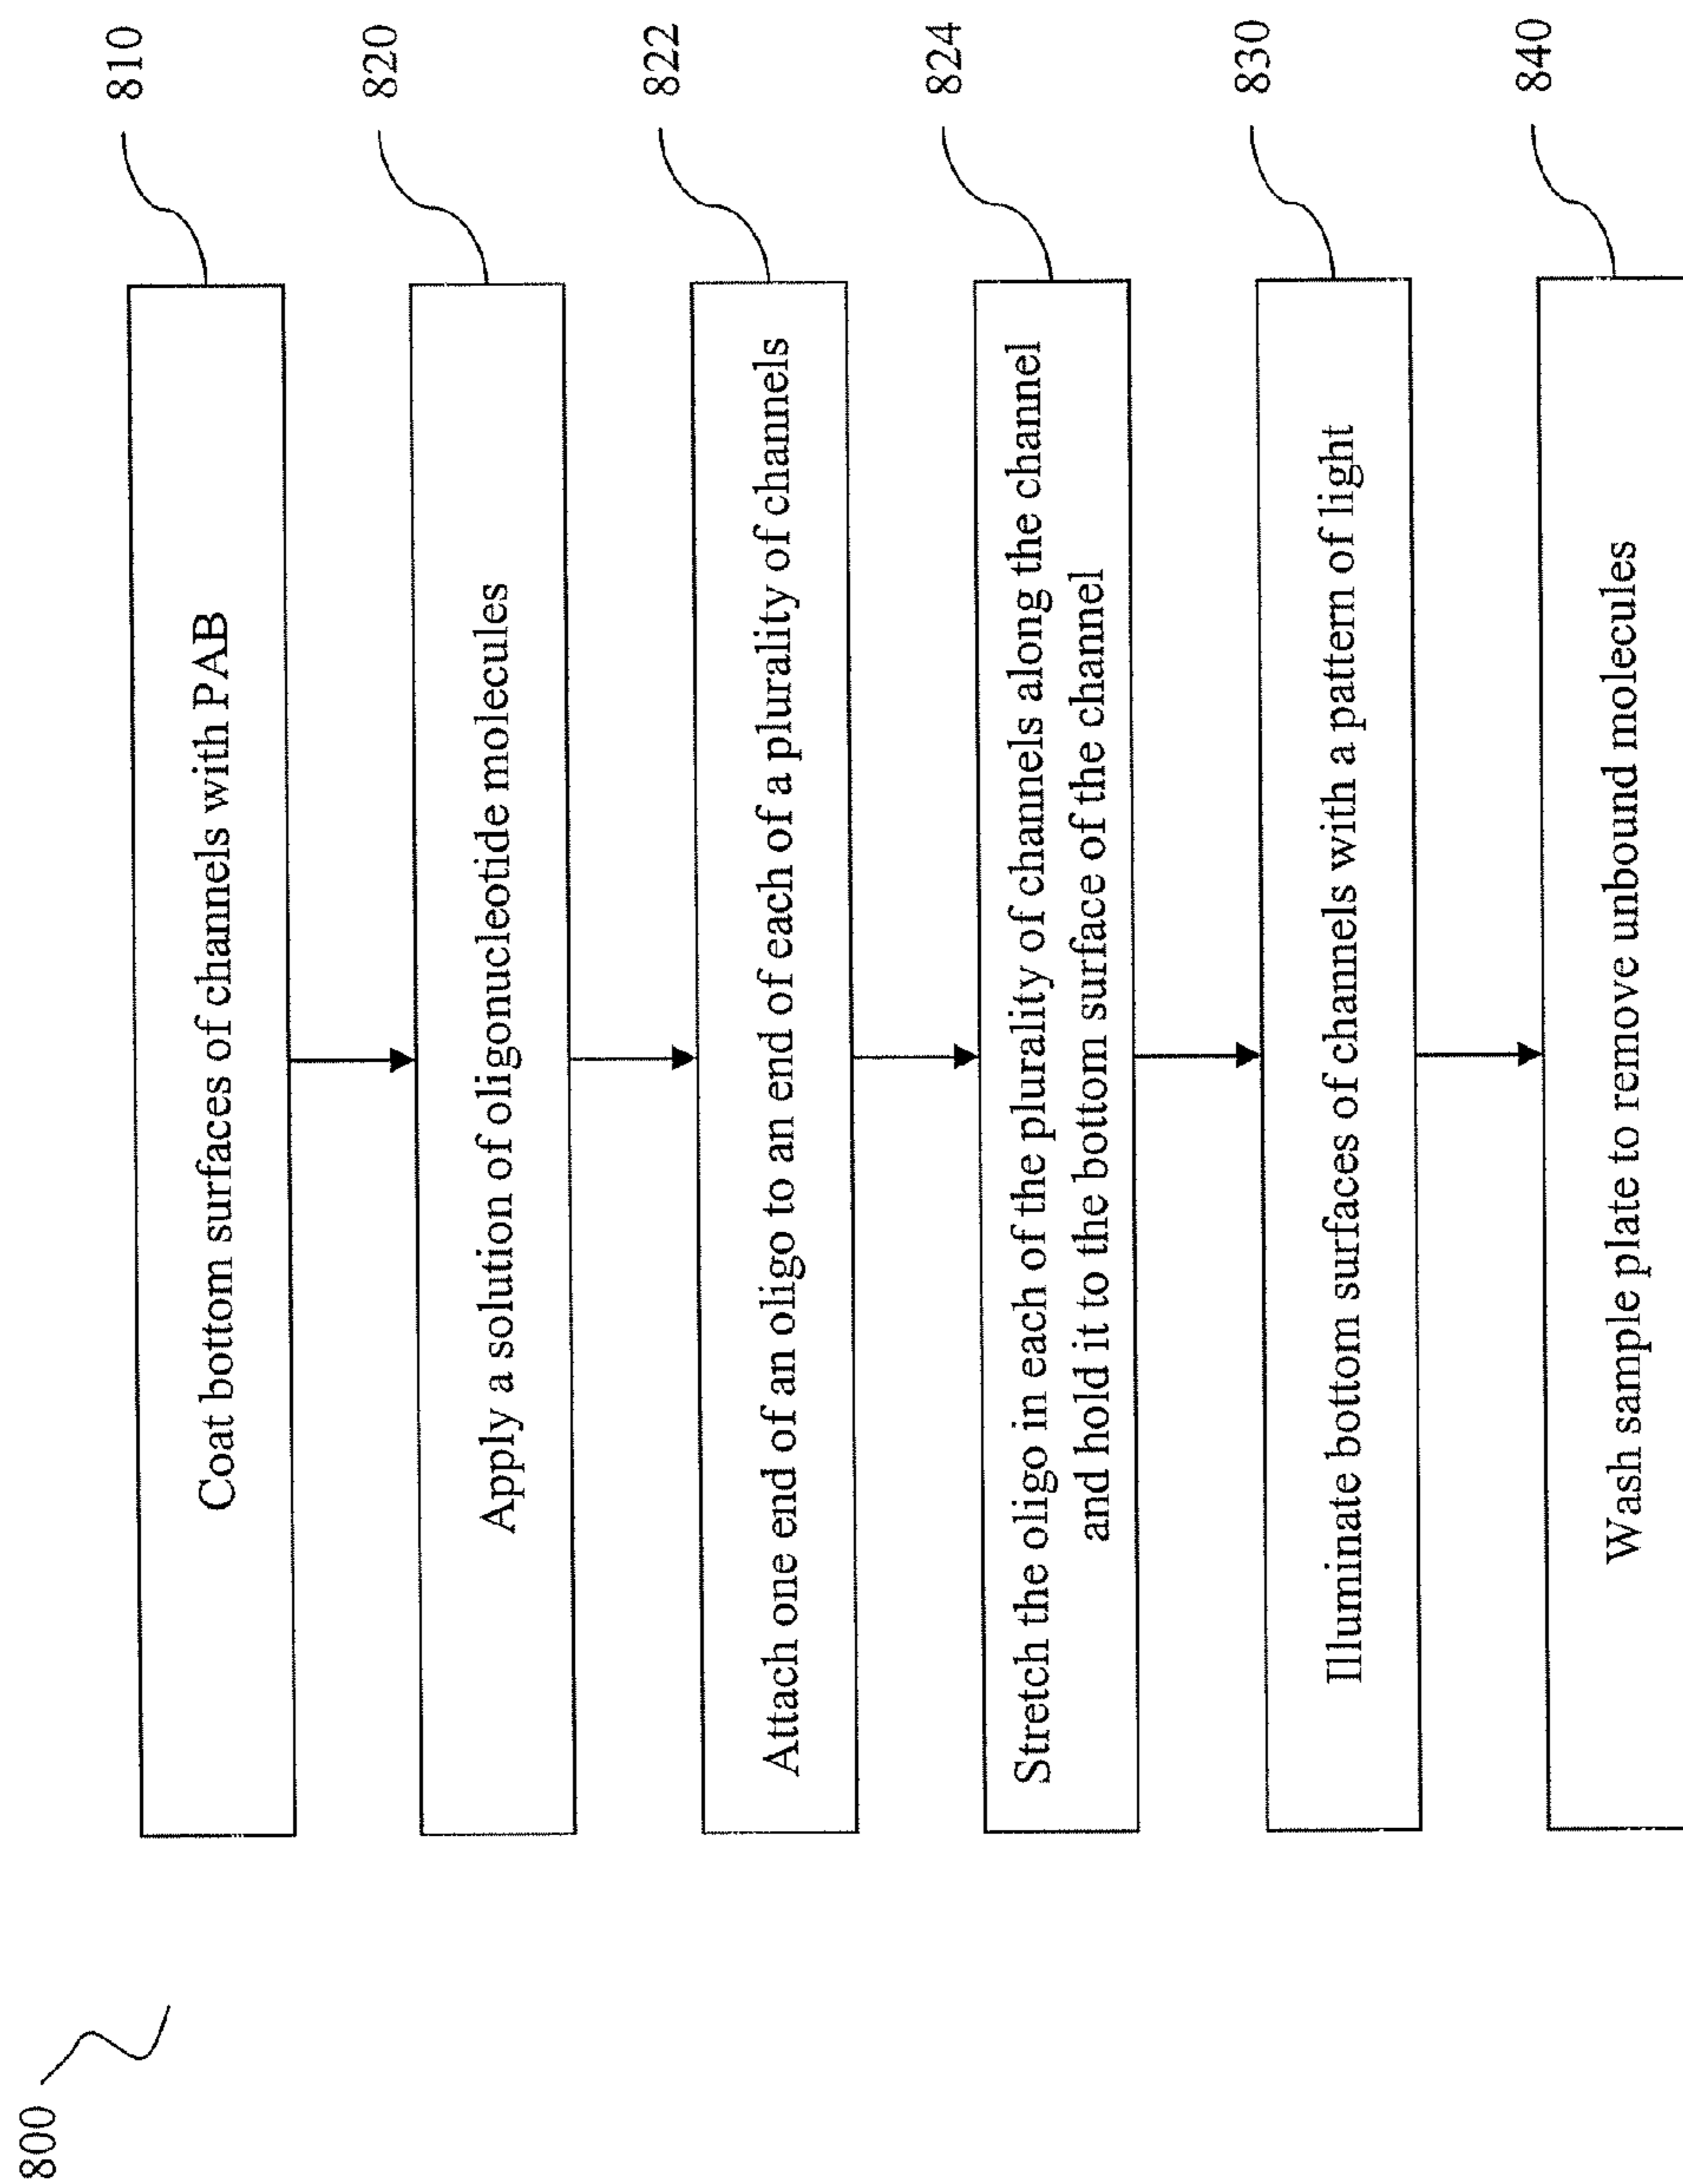 800
Coat bottom surfaces of channels with PAB
810
Apply a solution of oligonucleotide molecules
820
Attach one end of an oligo to an end of each of a plurality of channels
822
Stretch the oligo in each of the plurality of channels along the channel
and hold it to the bottom surface of the channel
824
Illuminate bottom surfaces of channels with a pattern of light
830
Wash sample plate to remove unbound molecules
840